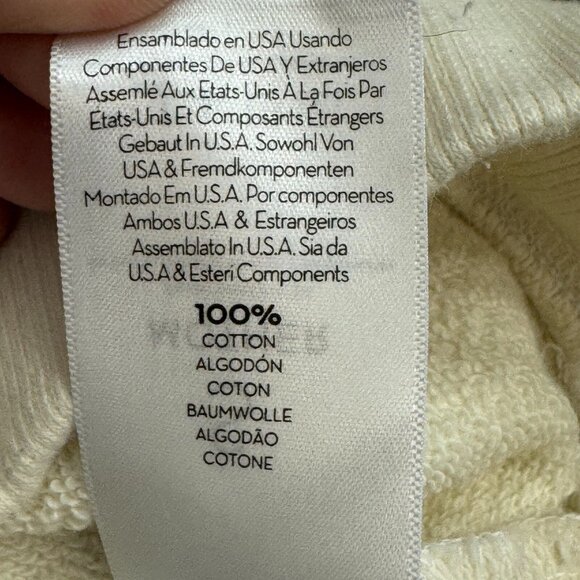 Ensamblado en USA Usando
Componentes De USA Y Extranjeros
Assemlé Aux Etats-Unis À La Fois Par
Etats-Unis Et Composants Étrangers
Gebaut In U.S.A. Sowohl Von
USA & Fremdkomponenten
Montado Em U.S.A. Por componentes
Ambos U.S.A & Estrangeiros
Assemblato In U.S.A. Sia da
U.S.A & Esteri Components
100%
COTTON
ALGODÓN
COTON
BAUMWOLLE
ALGODÃO
COTONE